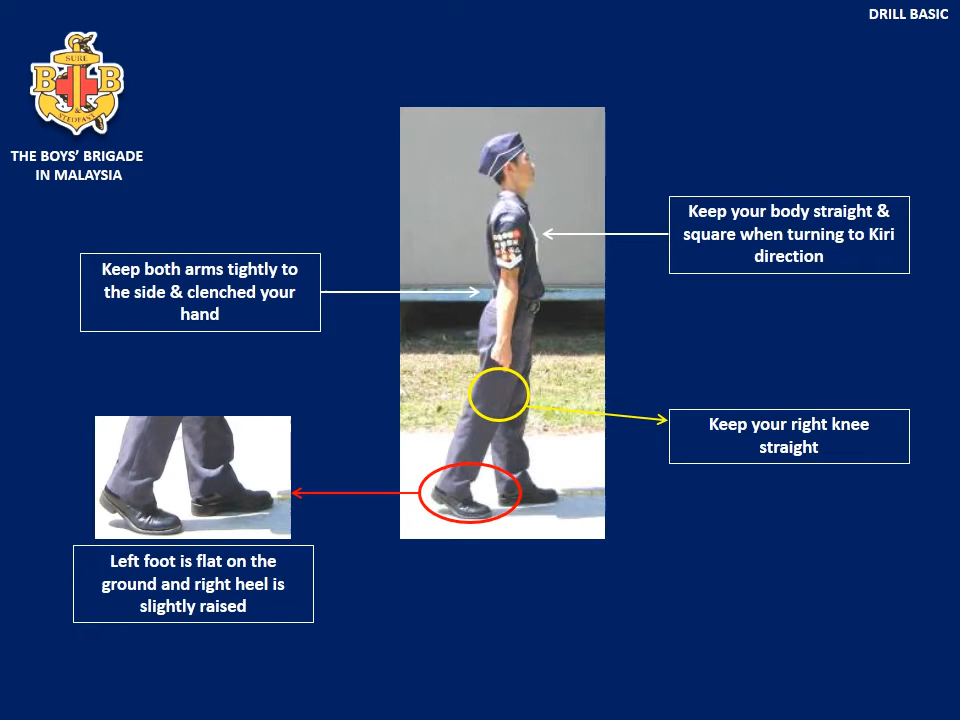 DRILL BASIC
SURE
B B
&
STEDFAST
THE BOYS’ BRIGADE
IN MALAYSIA
Keep your body straight &
square when turning to Kiri
direction
Keep both arms tightly to
the side & clenched your
hand
Keep your right knee
straight
Left foot is flat on the
ground and right heel is
slightly raised